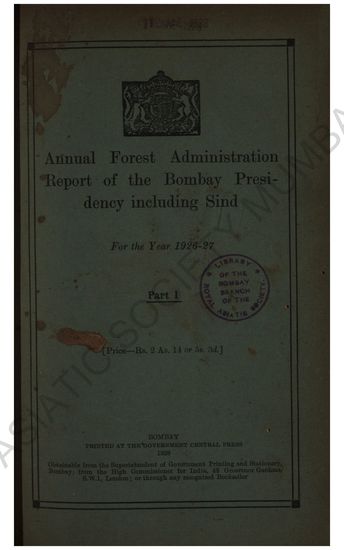 Annual Forest Administration
Report of the Bombay Presi-
dency including Sind
For the Year 1926-27
LIBRARY
OF THE
BOMBAY
BRANCH
OF THE
ROYAL ASIATIC SOCIETY.
Part I
[Price—Rs. 2 As. 14 or 5s. 3d.]
BOMBAY
PRINTED AT THE GOVERNMENT CENTRAL PRESS
1928
Obtainable from the Superintendent of Government Printing and Stationery,
Bombay; from the High Commissioner for India, 42 Grosvenor Gardens
S.W.1, London; or through any recognized Bookseller
ASIATIC SOCIETY MUMBA